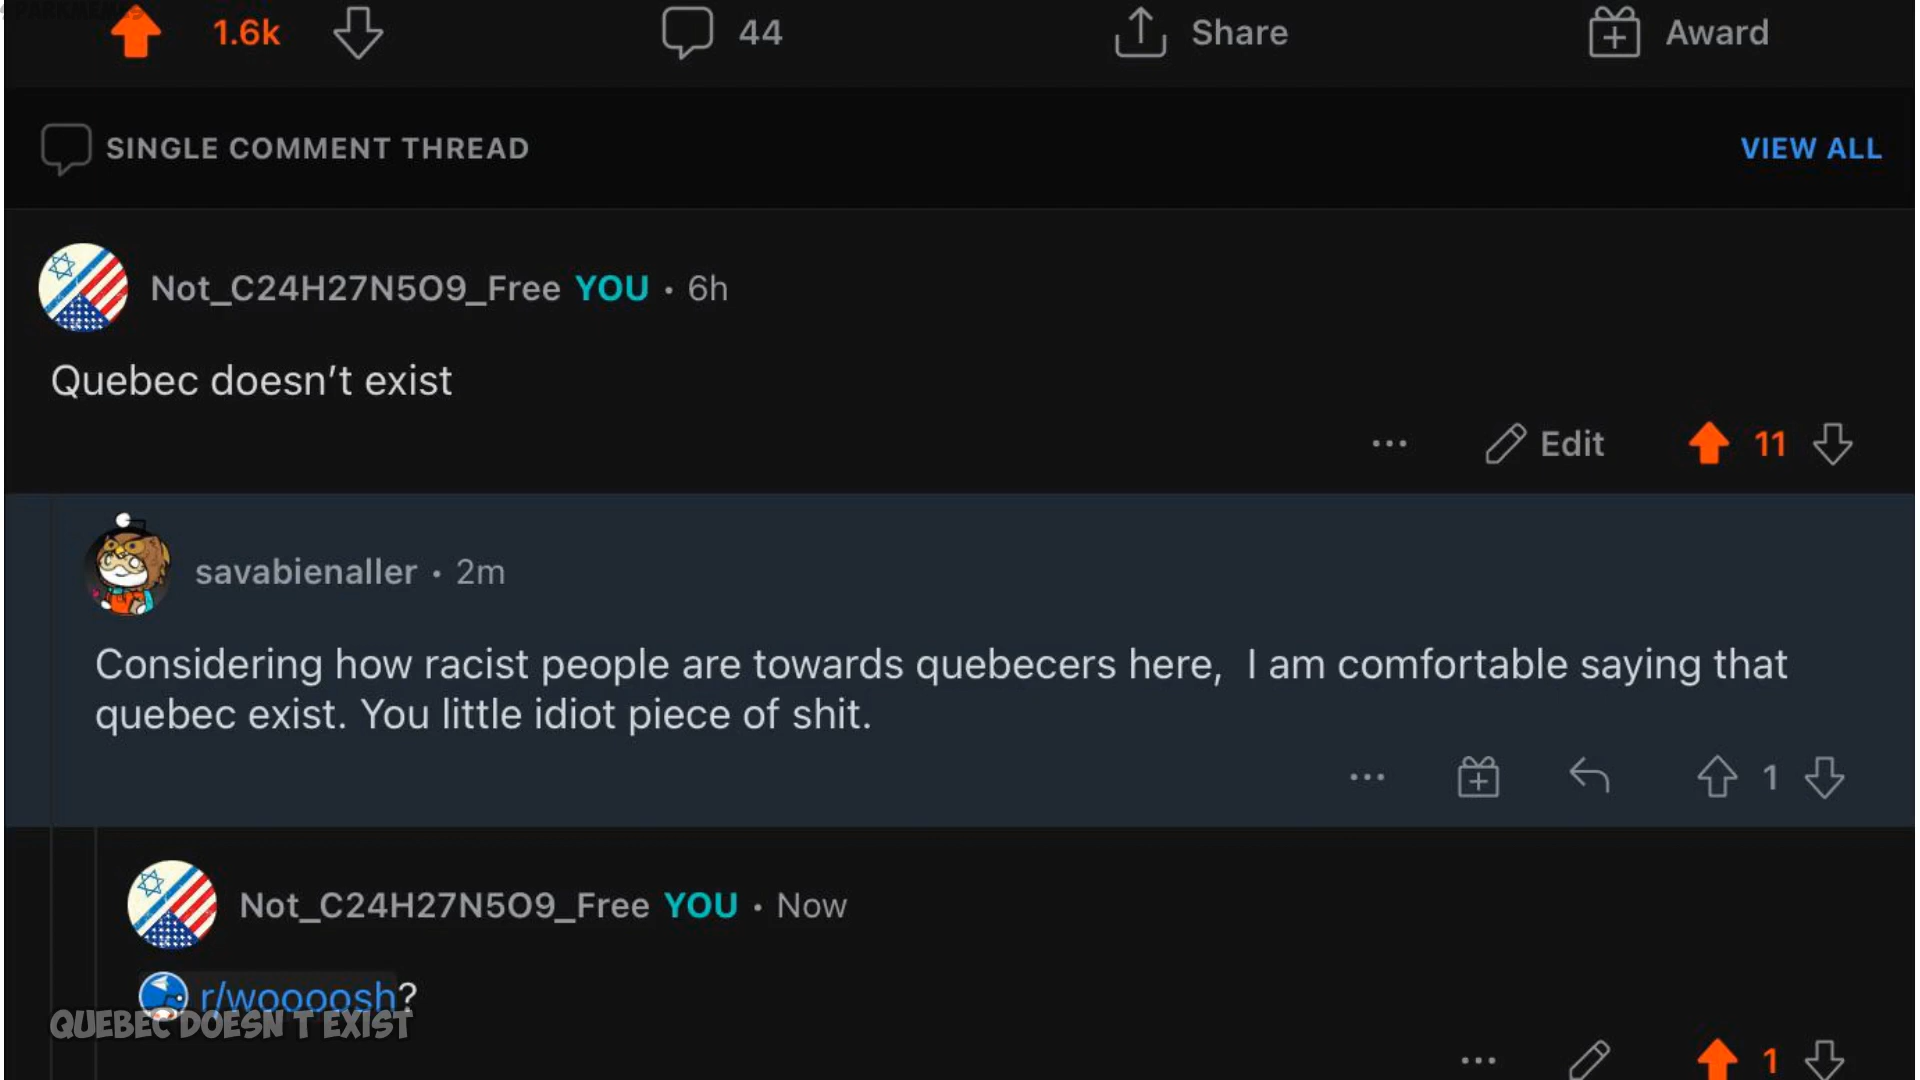 SPARKMEMES
1.6k 44 Share Award
SINGLE COMMENT THREAD VIEW ALL
Not_C24H27N5O9_Free YOU • 6h
Quebec doesn't exist
... Edit 11
savabienaller • 2m
Considering how racist people are towards quebecers here, I am comfortable saying that
quebec exist. You little idiot piece of shit.
... 1
Not_C24H27N5O9_Free YOU • Now
r/woooosh?
QUEBEC DOESN T EXIST
... 1